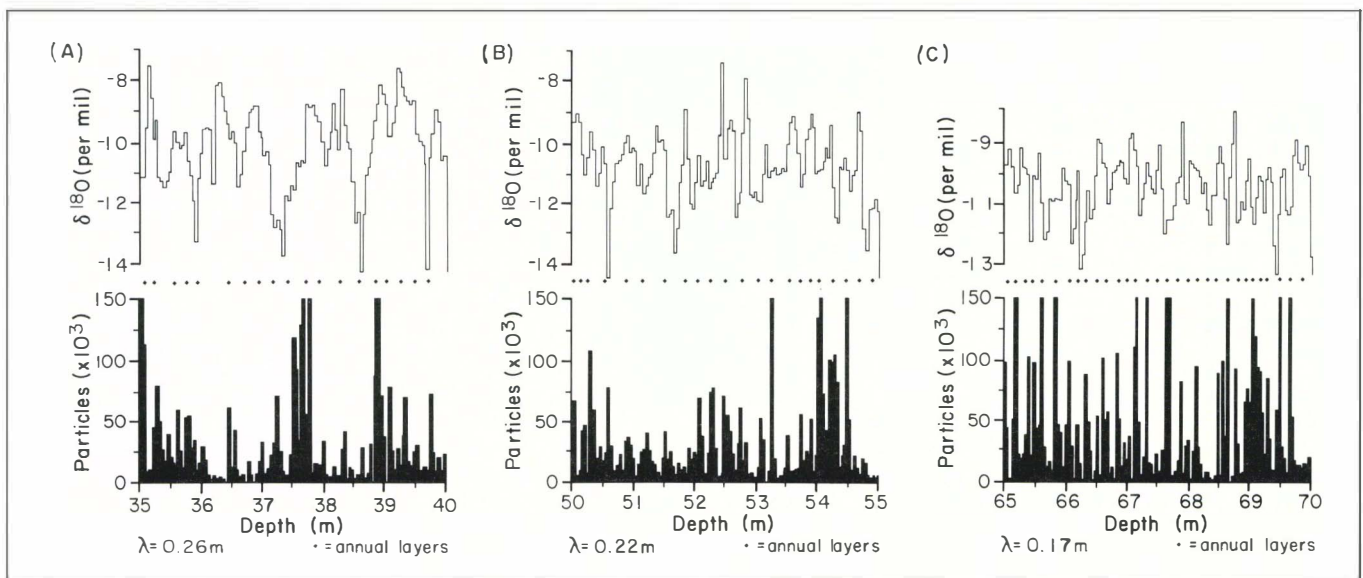 (A)
δ 18O (per mil)
-8
-10
-12
-14
Particles (x10³)
150
100
50
0
35 36 37 38 39 40
Depth (m)
λ= 0.26m
• =annual layers
(B)
δ 18O (per mil)
-8
-10
-12
-14
Particles (x10³)
150
100
50
0
50 51 52 53 54 55
Depth (m)
λ= 0.22m
• =annual layers
(C)
δ 18O (per mil)
-9
-11
-13
Particles (x10³)
150
100
50
0
65 66 67 68 69 70
Depth (m)
λ= 0.17m
• =annual layers